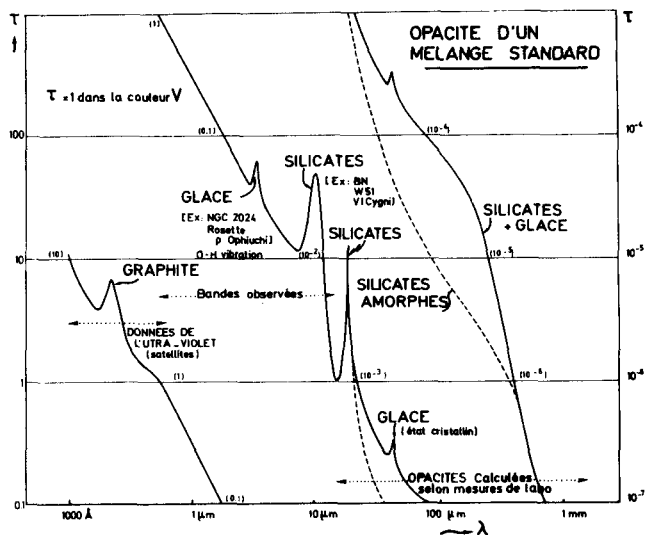 OPACITE D'UN
MELANGE STANDARD
τ
τ
τ =1 dans la couleur V
(1)
100
(0.1)
(10-4)
10-4
SILICATES
[Ex: BN
W51
VI Cygni]
GLACE
[Ex: NGC 2024
Rosette
ρ Ophiuchi]
O-H vibration
SILICATES
SILICATES
+ GLACE
10
(10)
(10-2)
(10-5)
10-5
GRAPHITE
Bandes observées
SILICATES
AMORPHES
DONNÉES DE
L'UTRA_VIOLET
(satellites)
1
(1)
(10-3)
(10-6)
10-6
GLACE
(état cristallin)
OPACITES Calculées
selon mesures de labo
0.1
(0.1)
10-7
1000 Å
1 μm
10 μm
100 μm
1 mm
λ